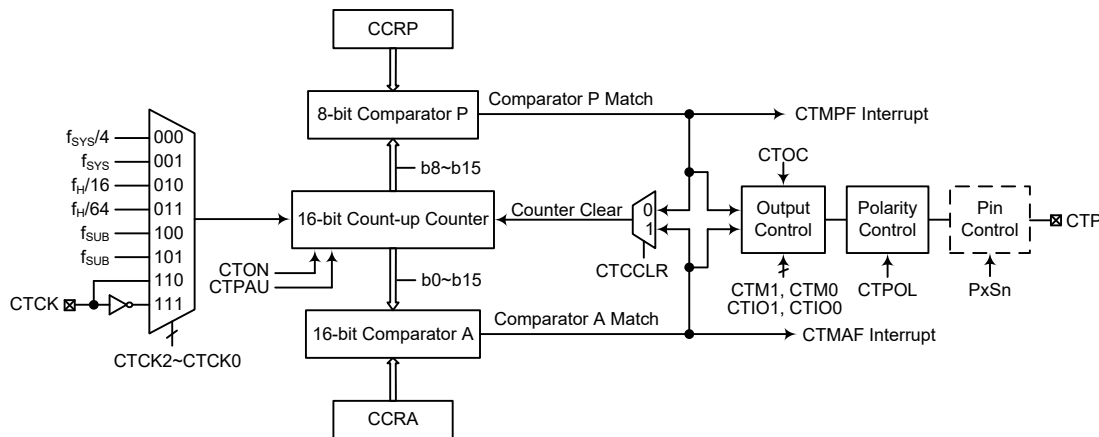 CCRP
8-bit Comparator P
Comparator P Match
CTMPF Interrupt
b8~b15
fSYS/4
000
fSYS
001
fH/16
010
fH/64
011
fSUB
100
fSUB
101
110
111
CTCK
CTCK2~CTCK0
16-bit Count-up Counter
Counter Clear
0
1
CTCCLR
CTON
CTPAU
CTOC
Output
Control
CTM1, CTM0
CTIO1, CTIO0
Polarity
Control
CTPOL
Pin
Control
PxSn
CTP
b0~b15
16-bit Comparator A
Comparator A Match
CTMAF Interrupt
CCRA